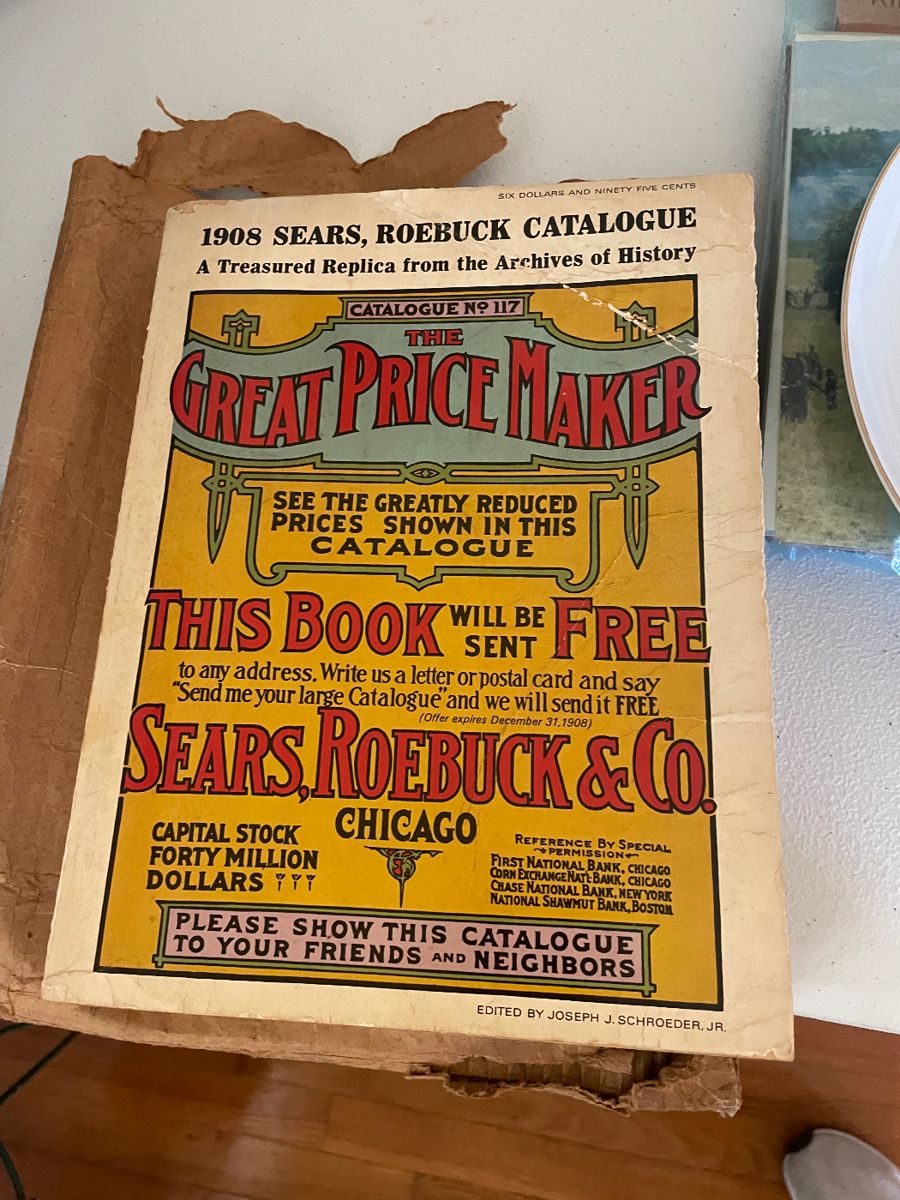 SIX DOLLARS AND NINETY FIVE CENTS
1908 SEARS, ROEBUCK CATALOGUE
A Treasured Replica from the Archives of History
CATALOGUE No 117
THE
GREAT PRICE MAKER
SEE THE GREATLY REDUCED
PRICES SHOWN IN THIS
CATALOGUE
THIS BOOK WILL BE SENT FREE
to any address. Write us a letter or postal card and say
"Send me your large Catalogue" and we will send it FREE
(Offer expires December 31, 1908)
SEARS, ROEBUCK & CO.
CHICAGO
CAPITAL STOCK
FORTY MILLION
DOLLARS
REFERENCE BY SPECIAL
PERMISSION
FIRST NATIONAL BANK, CHICAGO
CORN EXCHANGE NAT'L BANK, CHICAGO
CHASE NATIONAL BANK, NEW YORK
NATIONAL SHAWMUT BANK, BOSTON
PLEASE SHOW THIS CATALOGUE
TO YOUR FRIENDS AND NEIGHBORS
EDITED BY JOSEPH J. SCHROEDER, JR.